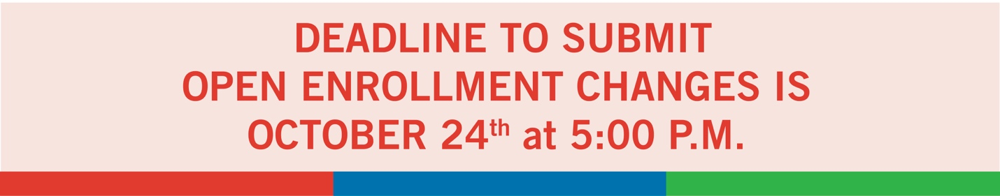 DEADLINE TO SUBMIT
OPEN ENROLLMENT CHANGES IS
OCTOBER 24th at 5:00 P.M.